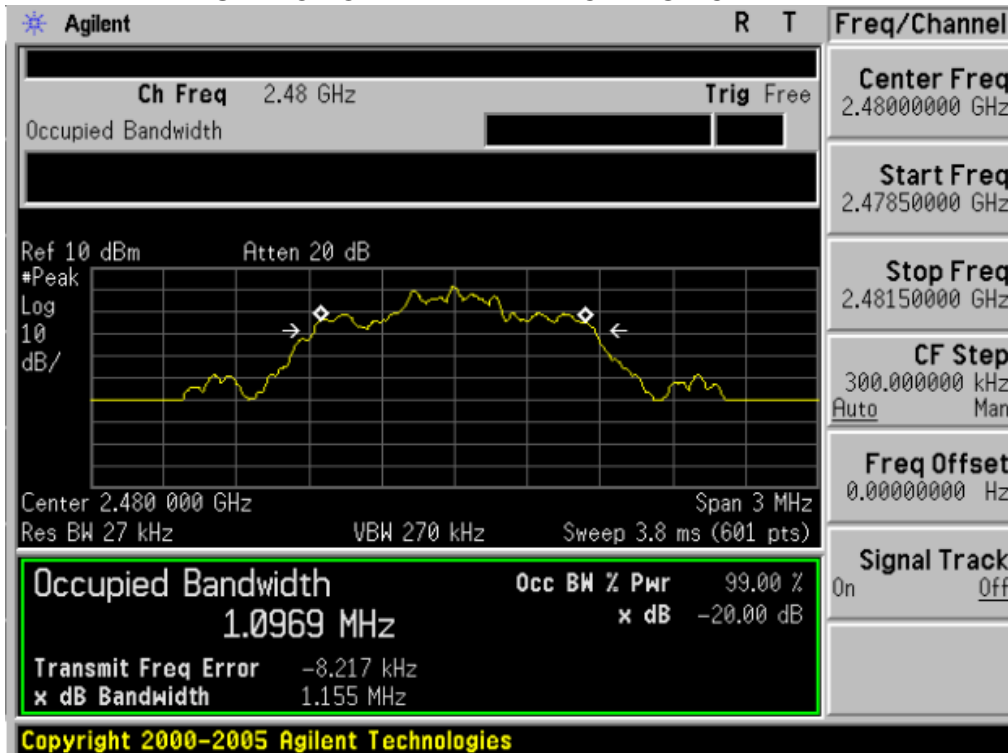 Agilent R T
Ch Freq 2.48 GHz Trig Free
Occupied Bandwidth
Ref 10 dBm Atten 20 dB
#Peak
Log
10
dB/
Center 2.480 000 GHz Span 3 MHz
Res BW 27 kHz VBW 270 kHz Sweep 3.8 ms (601 pts)
Occupied Bandwidth
1.0969 MHz
Occ BW % Pwr 99.00 %
x dB -20.00 dB
Transmit Freq Error -8.217 kHz
x dB Bandwidth 1.155 MHz
Copyright 2000-2005 Agilent Technologies
Freq/Channel
Center Freq
2.48000000 GHz
Start Freq
2.47850000 GHz
Stop Freq
2.48150000 GHz
CF Step
300.000000 kHz
Auto Man
Freq Offset
0.00000000 Hz
Signal Track
On Off